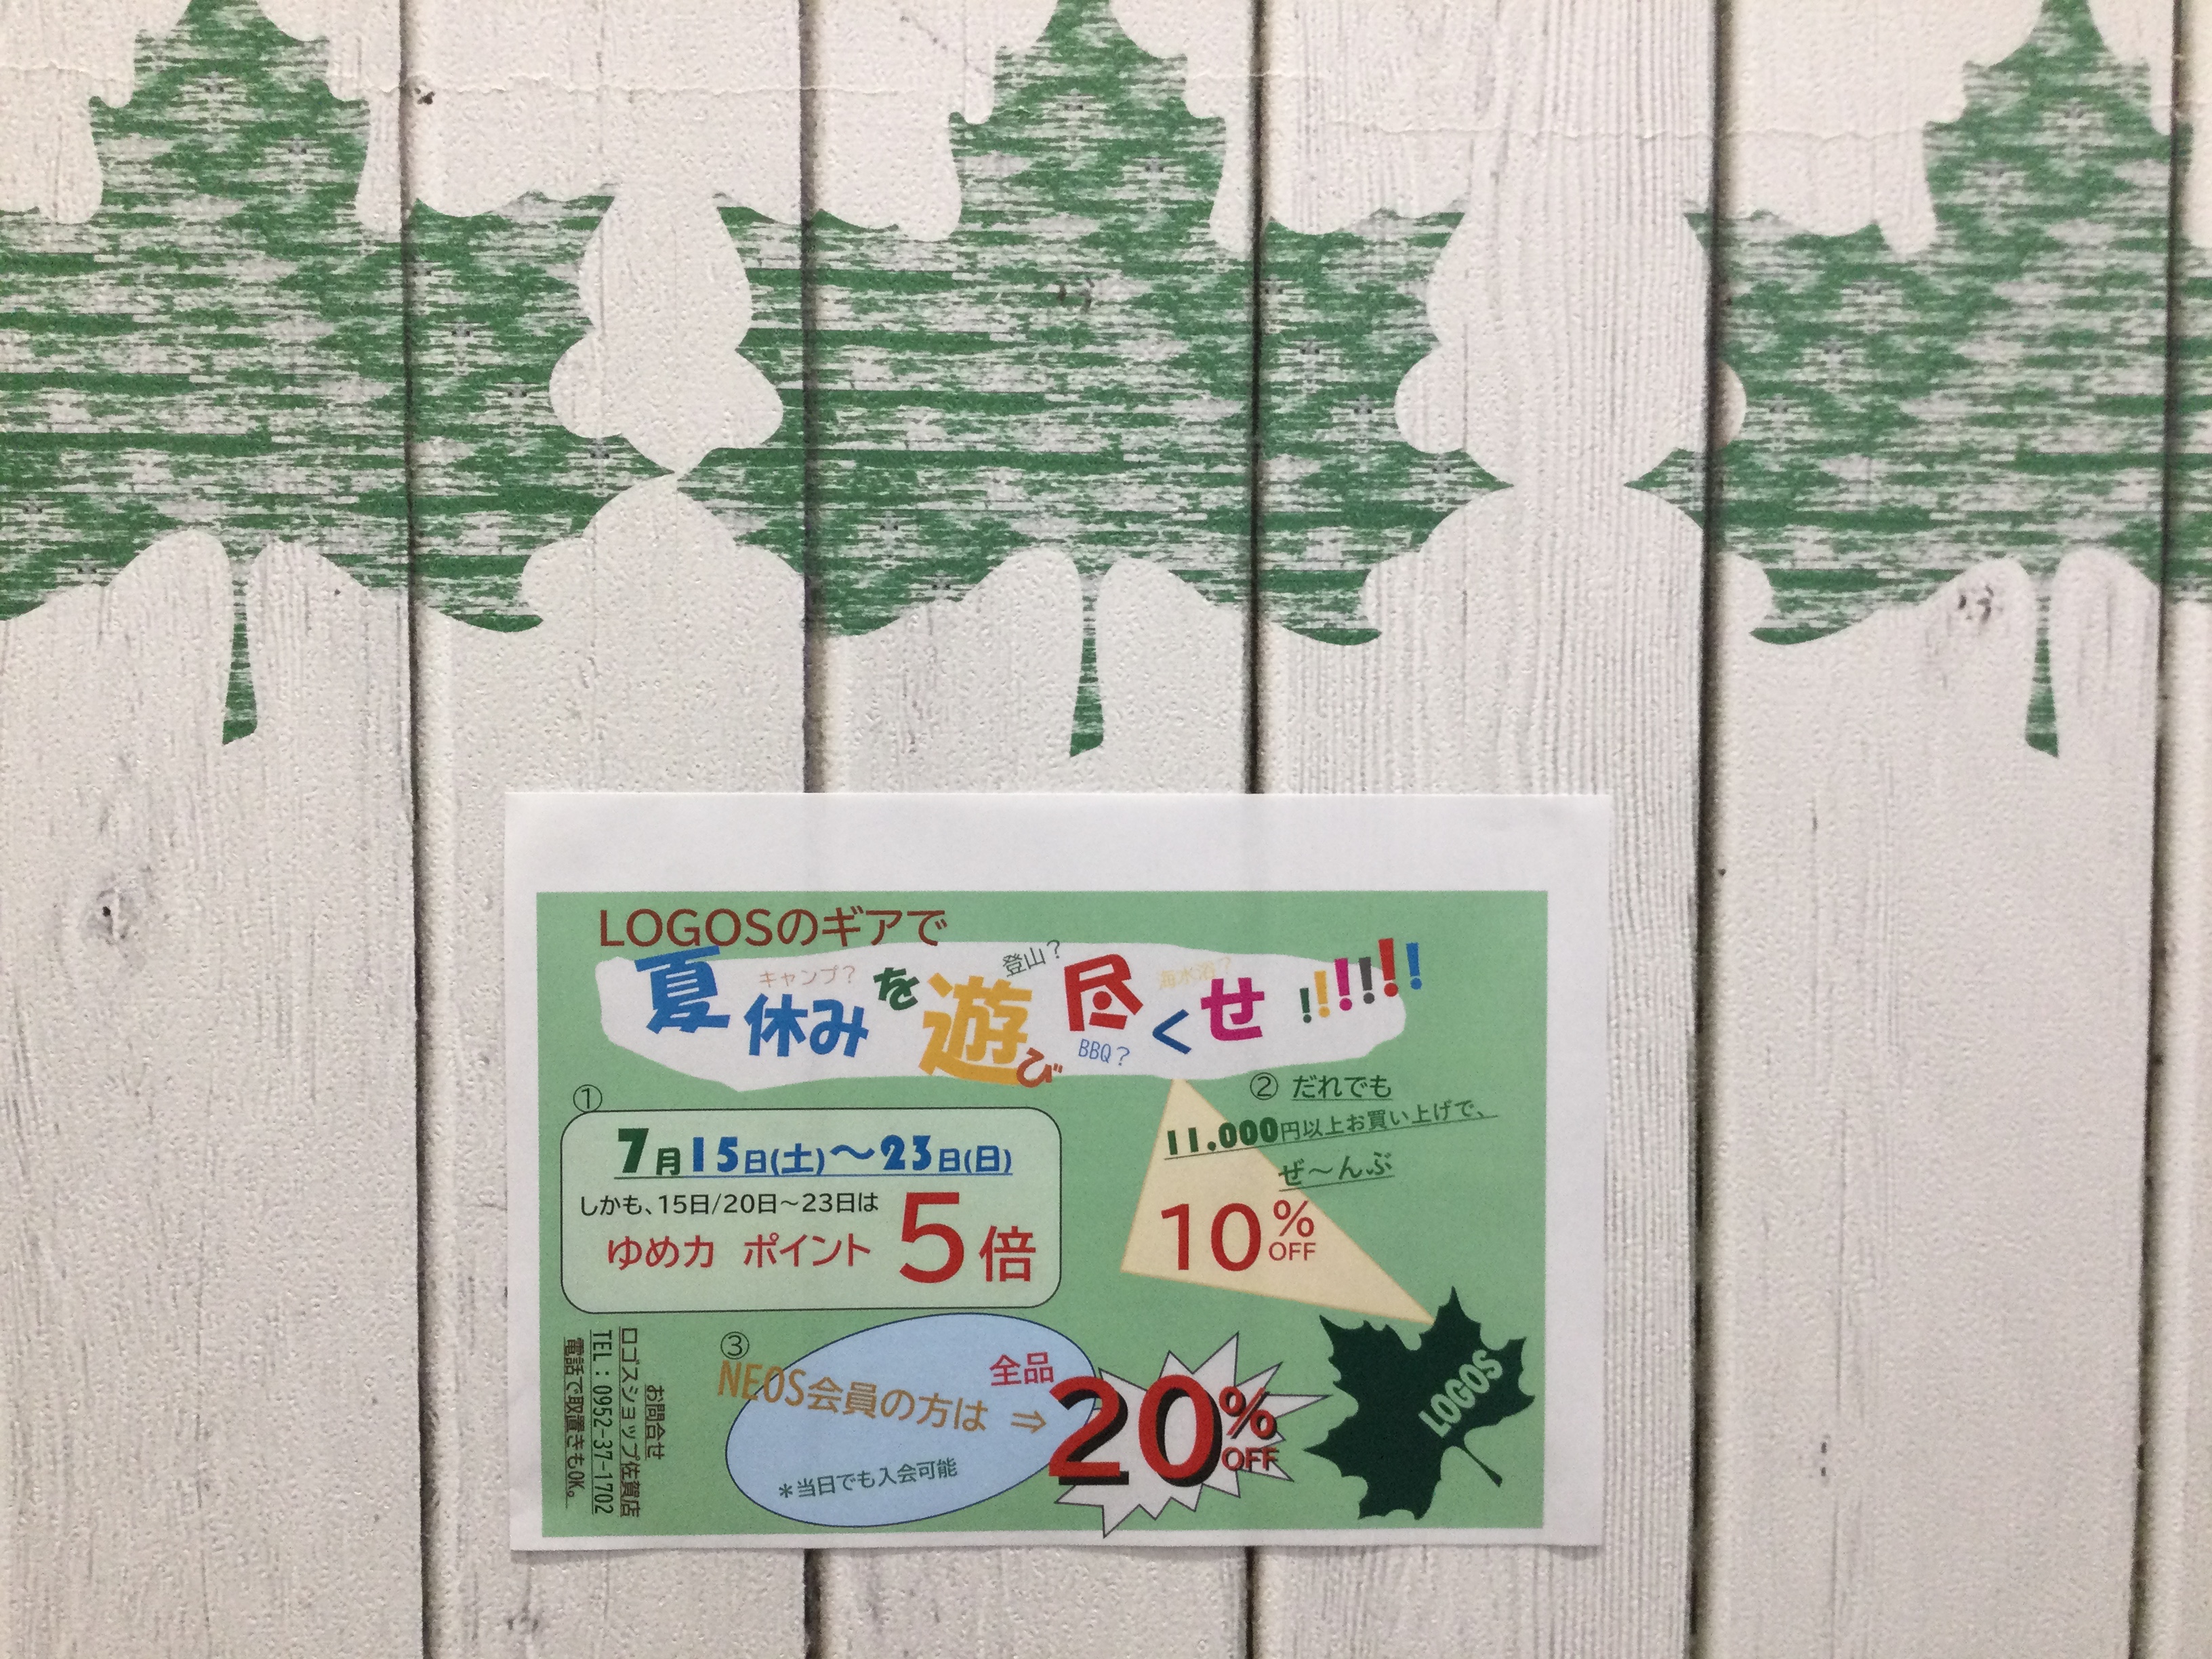 LOGOSのギアで
夏休みを遊び尽くせ!!!!!!
キャンプ?
登山?
海水浴?
BBQ?
①
7月15日(土)～23日(日)
しかも、15日/20日～23日は
ゆめカ ポイント 5倍
② だれでも
11.000円以上お買い上げで、
ぜ～んぶ
10%OFF
③
NEOS会員の方は ⇒
全品
20%OFF
*当日でも入会可能
お問合せ
ロゴスショップ佐賀店
TEL：0952-37-1702
電話で取置きもOK。
LOGOS